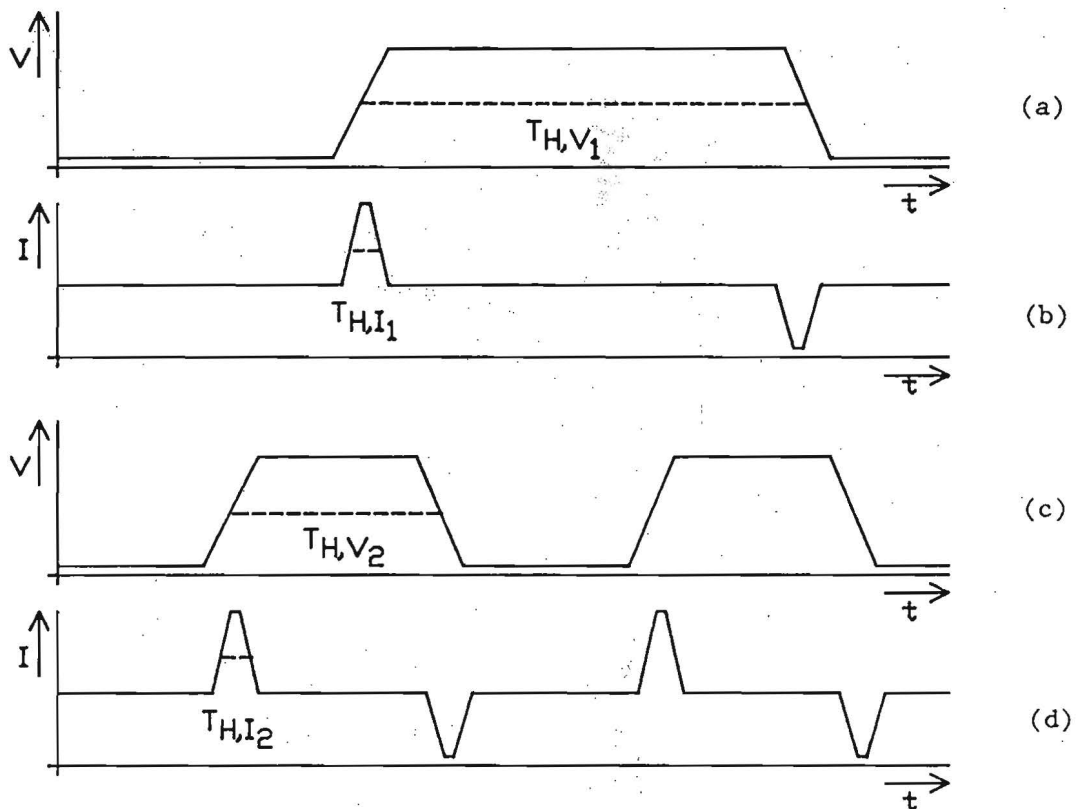 V
(a)
T_H,V_1
t
I
T_H,I_1
(b)
t
V
(c)
T_H,V_2
t
I
T_H,I_2
(d)
t